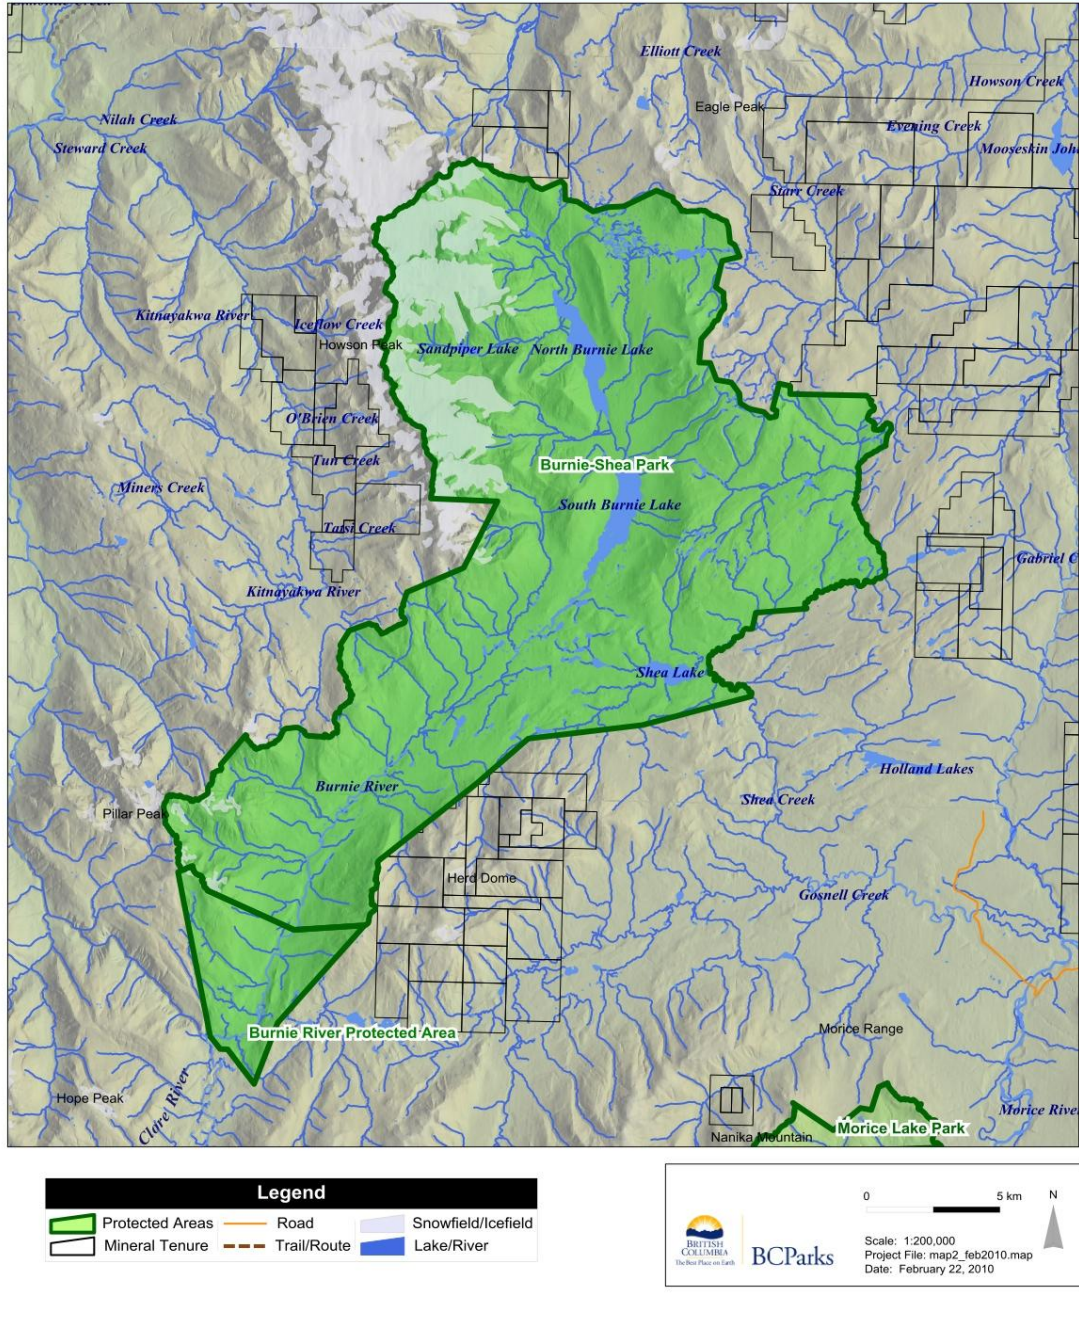 Elliott Creek
Howson Creek
Eagle Peak
Nilah Creek
Evening Creek
Steward Creek
Mooseskin Joh
Starr Creek
Kitnayakwa River
Iceflow Creek
Howson Peak
Sandpiper Lake
North Burnie Lake
O'Brien Creek
Tun Creek
Burnie-Shea Park
Miners Creek
South Burnie Lake
Tatsi Creek
Gabriel C
Kitnayakwa River
Shea Lake
Holland Lakes
Burnie River
Shea Creek
Pillar Peak
Herd Dome
Gosnell Creek
Burnie River Protected Area
Morice Range
Hope Peak
Clore River
Morice Rive
Morice Lake Park
Nanika Mountain
Legend
Protected Areas
Road
Snowfield/Icefield
Mineral Tenure
Trail/Route
Lake/River
BRITISH
COLUMBIA
The Best Place on Earth
BCParks
0 5 km
N
Scale: 1:200,000
Project File: map2_feb2010.map
Date: February 22, 2010